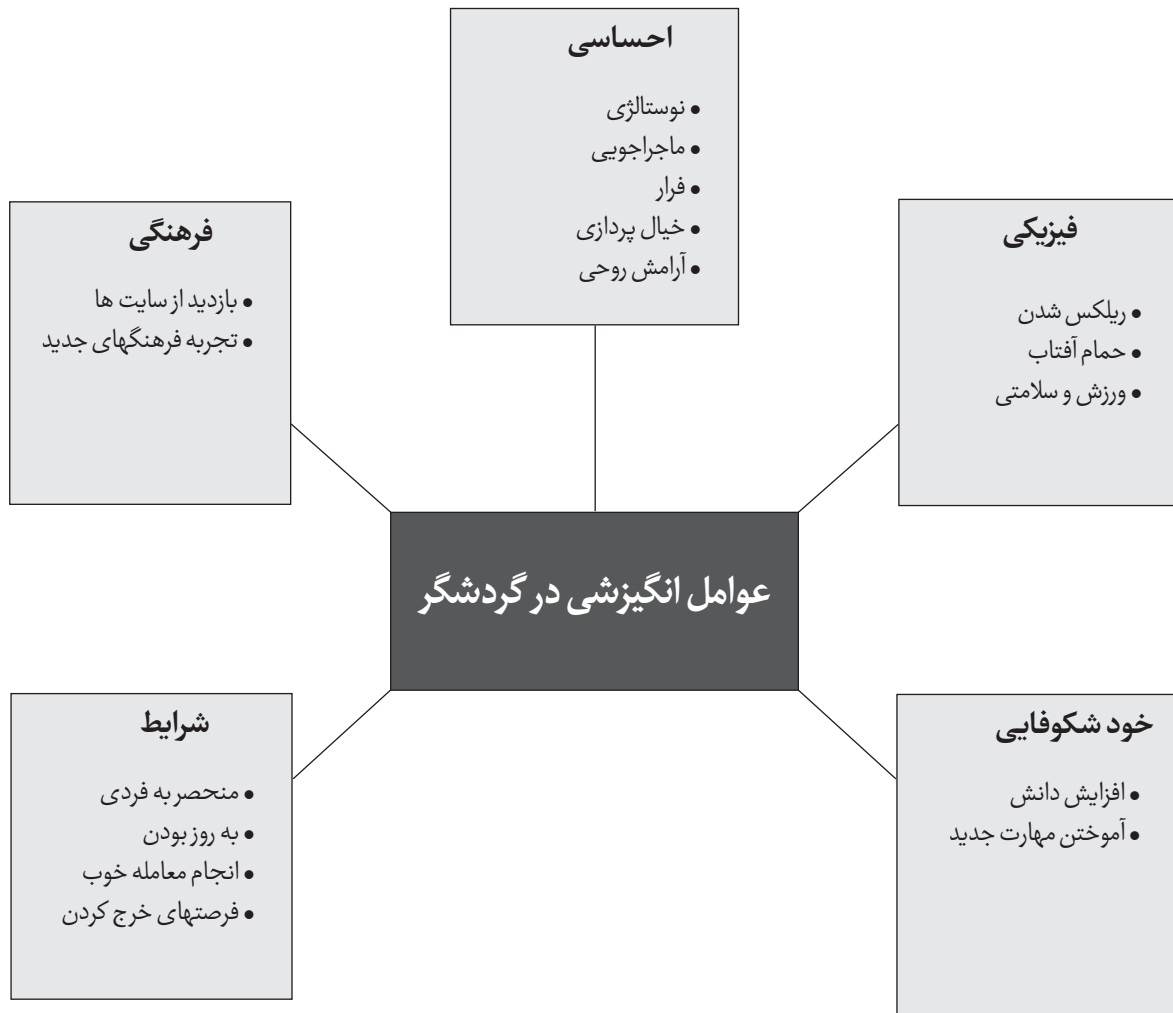 احساسی
• نوستالژی
• ماجراجویی
• فرار
• خیال پردازی
• آرامش روحی
فیزیکی
• ریلکس شدن
• حمام آفتاب
• ورزش و سلامتی
فرهنگی
• بازدید از سایت ها
• تجربه فرهنگهای جدید
عوامل انگیزشی در گردشگر
خود شکوفایی
• افزایش دانش
• آموختن مهارت جدید
شرایط
• منحصر به فردی
• به روز بودن
• انجام معامله خوب
• فرصتهای خرج کردن